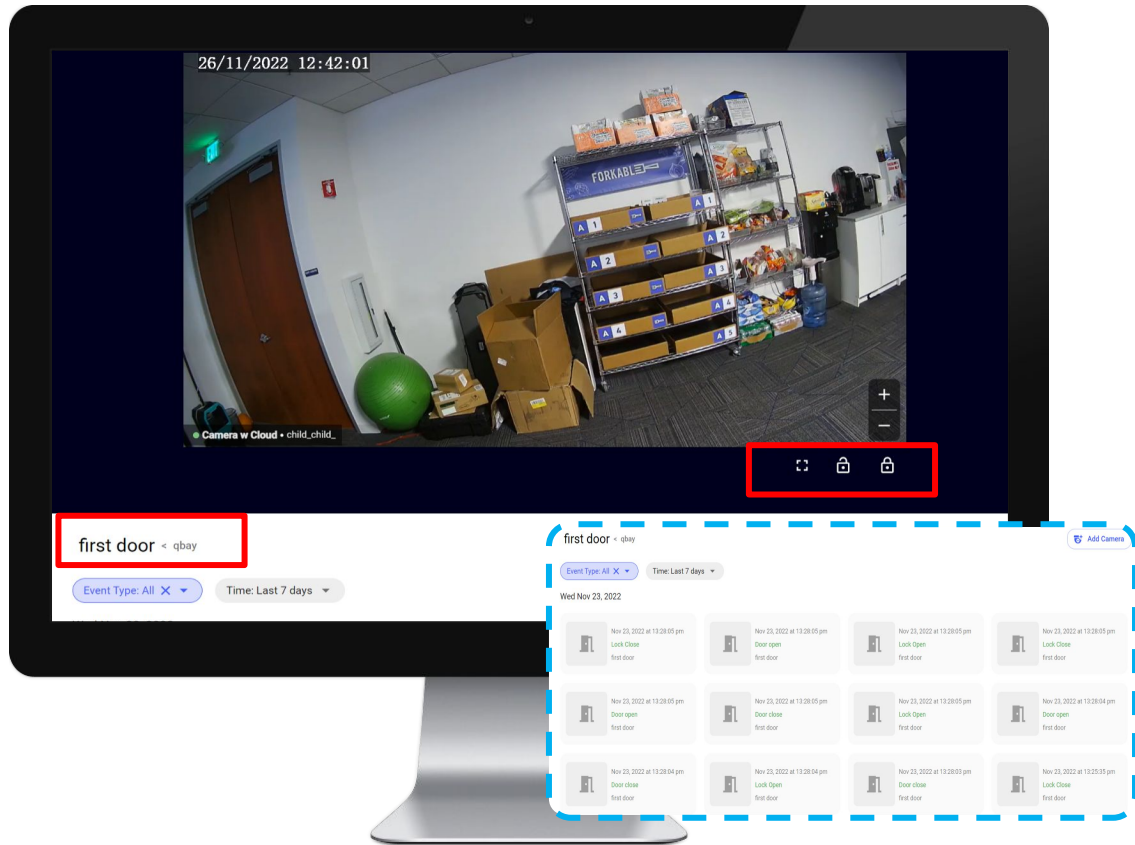 26/11/2022 12:42:01
FORKABLE
A 1
A 1
A 2
A 2
A 3
A 3
A 4
A 4
A 5
+
−
Camera w Cloud • child_child_
first door < qbay
Event Type: All X
Time: Last 7 days
first door < qbay
Add Camera
Event Type: All X
Time: Last 7 days
Wed Nov 23, 2022
Nov 23, 2022 at 13:28:05 pm
Lock Close
first door
Nov 23, 2022 at 13:28:05 pm
Door open
first door
Nov 23, 2022 at 13:28:05 pm
Lock Open
first door
Nov 23, 2022 at 13:28:05 pm
Lock Close
first door
Nov 23, 2022 at 13:28:05 pm
Door open
first door
Nov 23, 2022 at 13:28:05 pm
Door close
first door
Nov 23, 2022 at 13:28:05 pm
Lock Open
first door
Nov 23, 2022 at 13:28:04 pm
Door open
first door
Nov 23, 2022 at 13:28:04 pm
Door close
first door
Nov 23, 2022 at 13:28:04 pm
Lock Open
first door
Nov 23, 2022 at 13:28:03 pm
Door close
first door
Nov 23, 2022 at 13:25:35 pm
Lock Close
first door